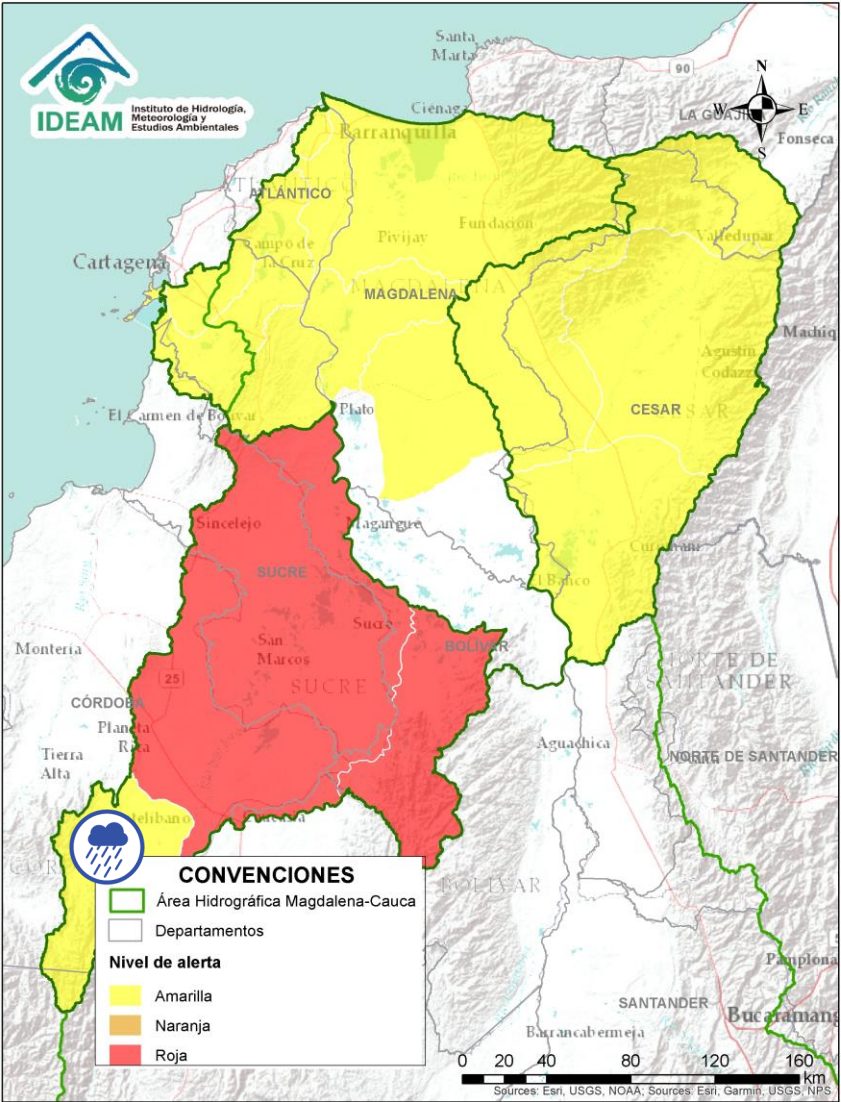 IDEAM
Instituto de Hidrología,
Meteorología y
Estudios Ambientales
Santa
Marta
90
N
W
E
S
LA GUAJIRA
Ciénaga
Fonseca
Barranquilla
ATLÁNTICO
Fundación
Pivijay
Valledupar
Campo de
la Cruz
Cartagena
MAGDALENA
MAGDALENA
Machiq
Agustín
Codazzi
El Carmen de Bolívar
Plato
CESAR
Sincelejo
Magangue
Curumaní
SUCRE
El Banco
Sucre
San
Marcos
BOLÍVAR
Montería
SUCRE
NORTE DE
SANTANDER
25
CÓRDOBA
Planeta
Rica
Aguachica
Tierra
Alta
NORTE DE SANTANDER
BOLÍVAR
CONVENCIONES
Área Hidrográfica Magdalena-Cauca
Departamentos
Nivel de alerta
Amarilla
Naranja
Roja
Pamplona
SANTANDER
Bucaramang
Barrancabermeja
0 20 40 80 120 160
km
Sources: Esri, USGS, NOAA; Sources: Esri, Garmin, USGS, NPS